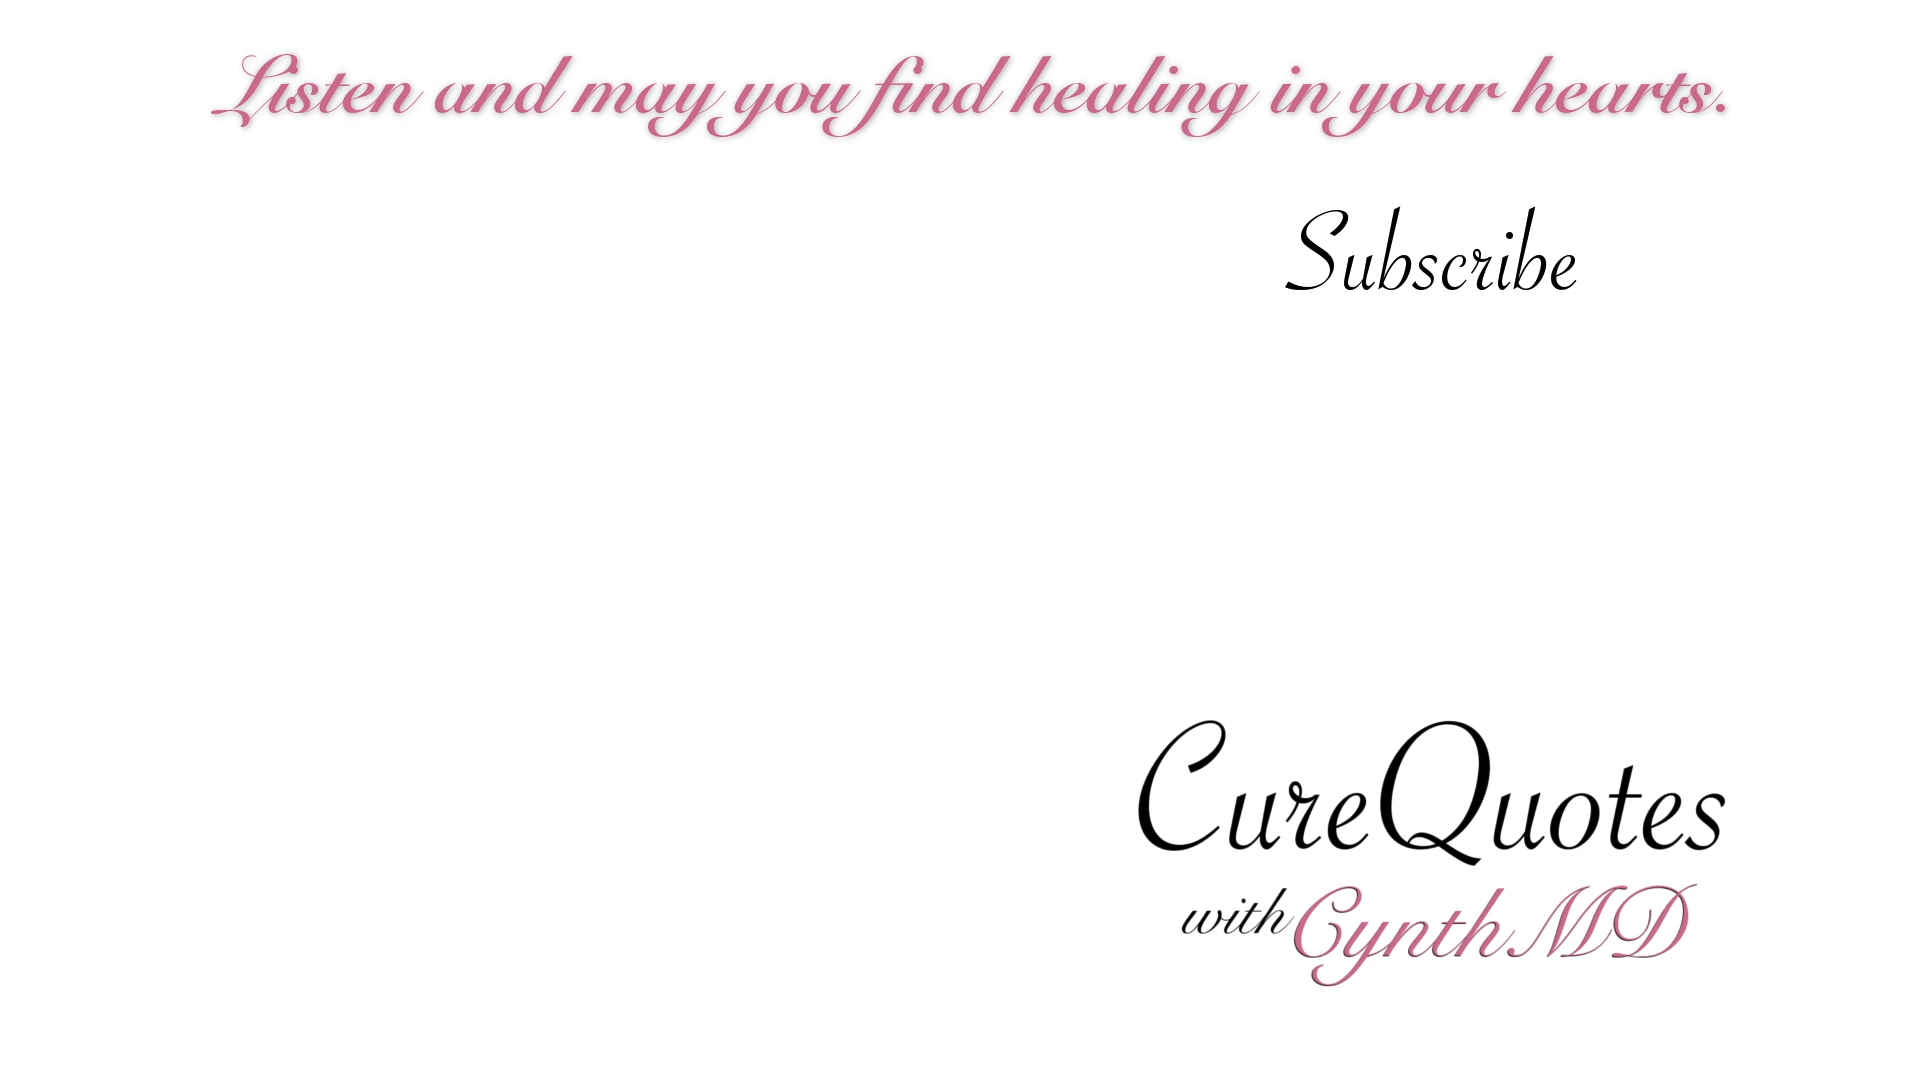 Listen and may you find healing in your hearts.
Subscribe
CureQuotes
with CynthMD